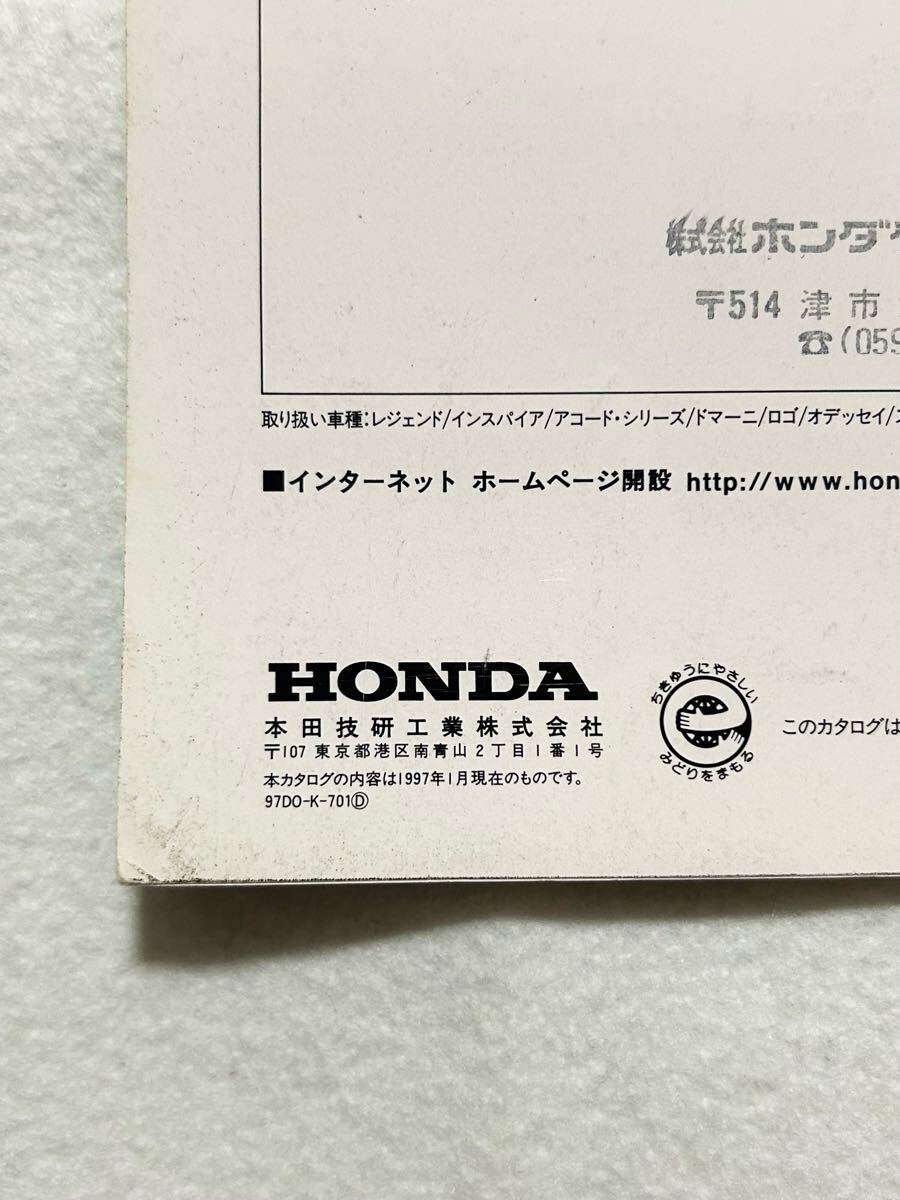 株式会社ホンダ
〒514 津市
☎(059
取り扱い車種:レジェンド/インスパイア/アコード・シリーズ/ドマーニ/ロゴ/オデッセイ/
■インターネット ホームページ開設 http://www.hon
HONDA
本田技研工業株式会社
〒107 東京都港区南青山2丁目1番1号
本カタログの内容は1997年1月現在のものです。
97DO-K-701Ⓓ
ちきゅうにやさしい
みどりをまもる
このカタログは